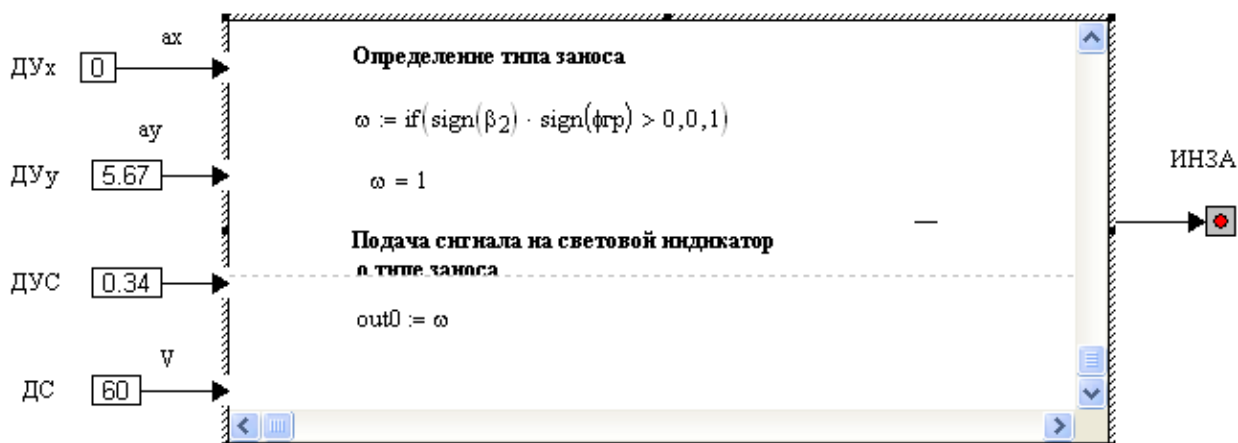 ax
ДУх 0
ay
ДУу 5.67
ДУС 0.34
V
ДС 60
Определение типа заноса
ω := if(sign(β2) · sign(ϕгр) > 0,0,1)
ω = 1
Подача сигнала на световой индикатор
о типе заноса
out0 := ω
ИНЗА